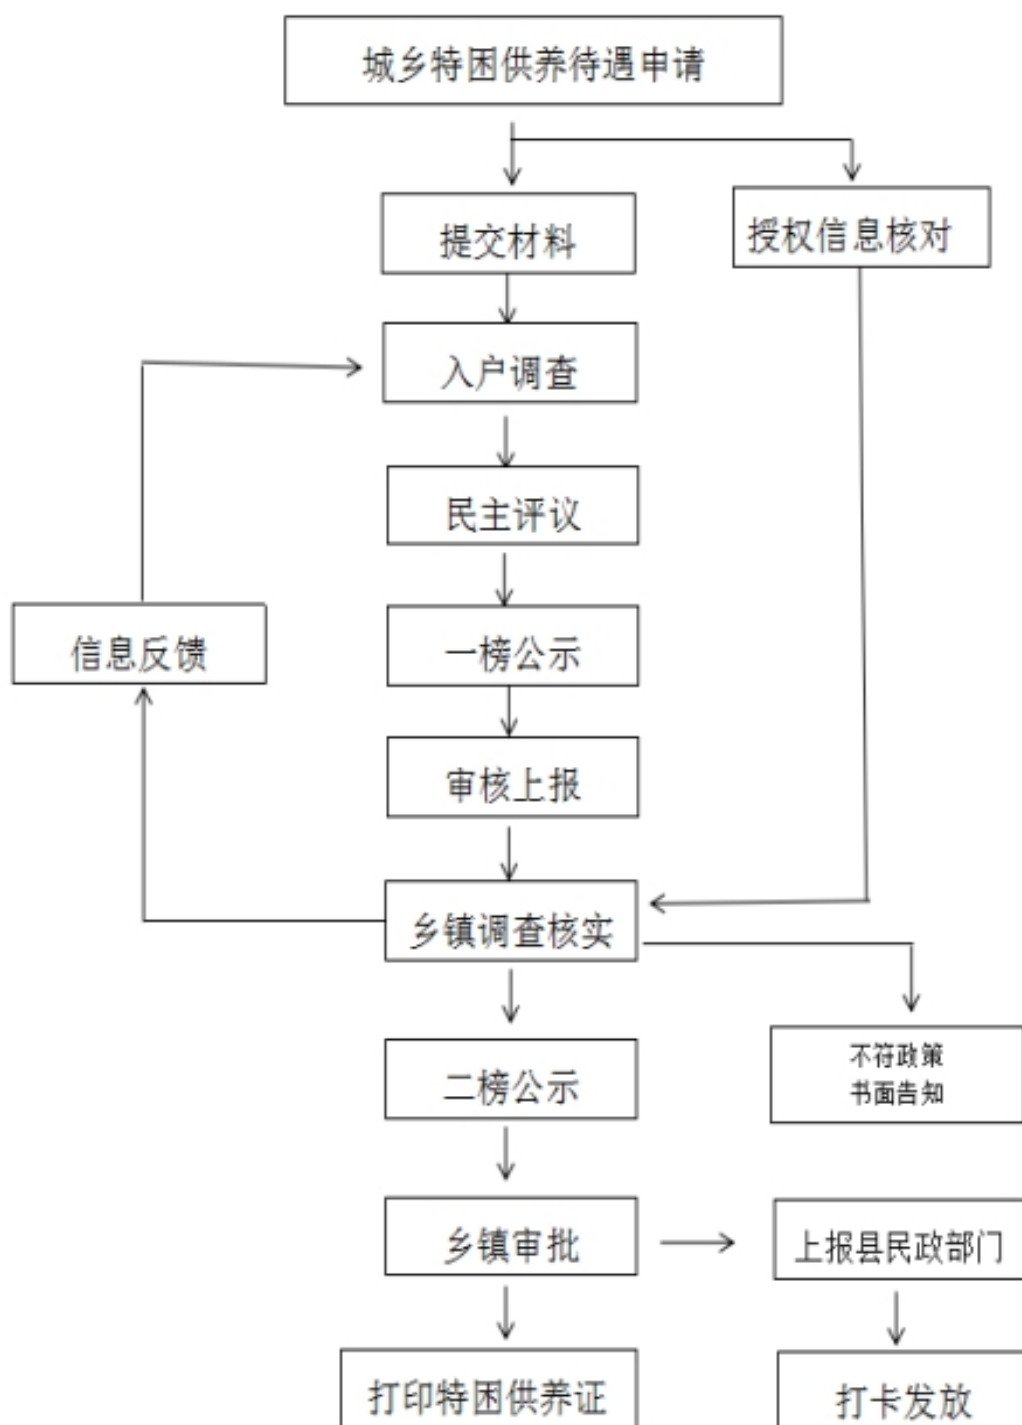 城乡特困供养待遇申请
提交材料
授权信息核对
入户调查
民主评议
信息反馈
一榜公示
审核上报
乡镇调查核实
不符政策
书面告知
二榜公示
乡镇审批
上报县民政部门
打印特困供养证
打卡发放